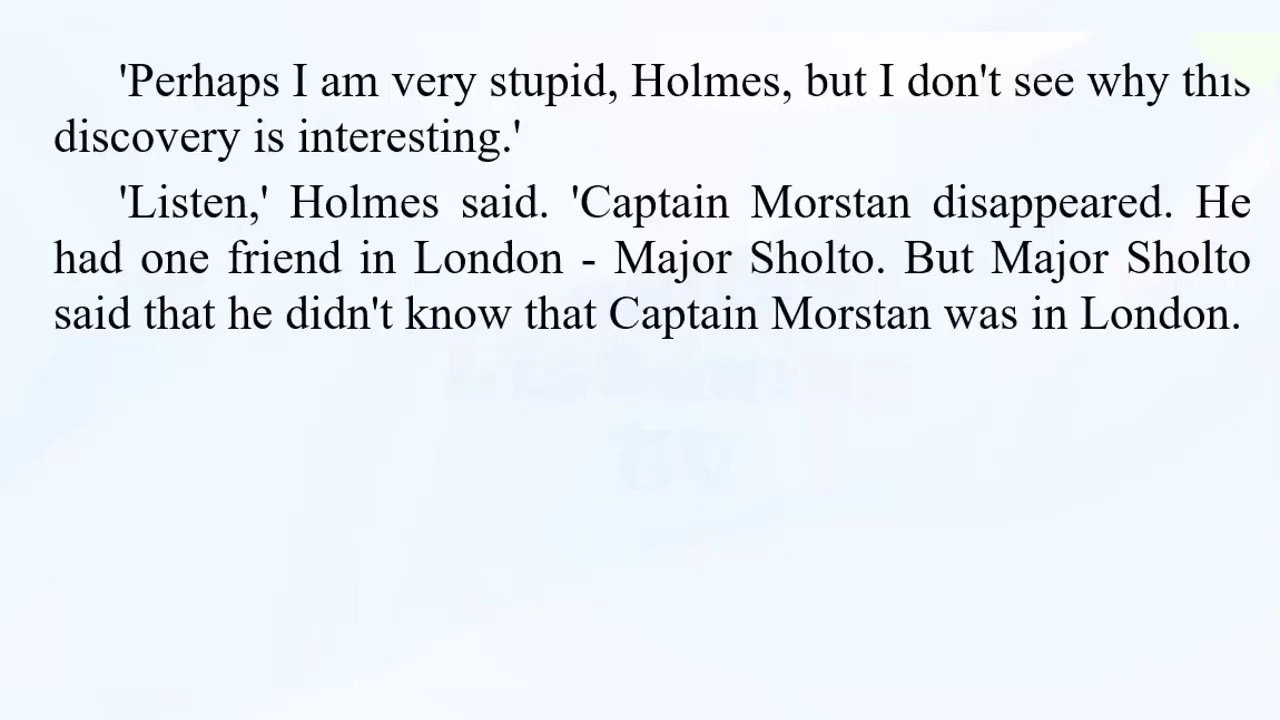 'Perhaps I am very stupid, Holmes, but I don't see why this
discovery is interesting.'
'Listen,' Holmes said. 'Captain Morstan disappeared. He
had one friend in London - Major Sholto. But Major Sholto
said that he didn't know that Captain Morstan was in London.